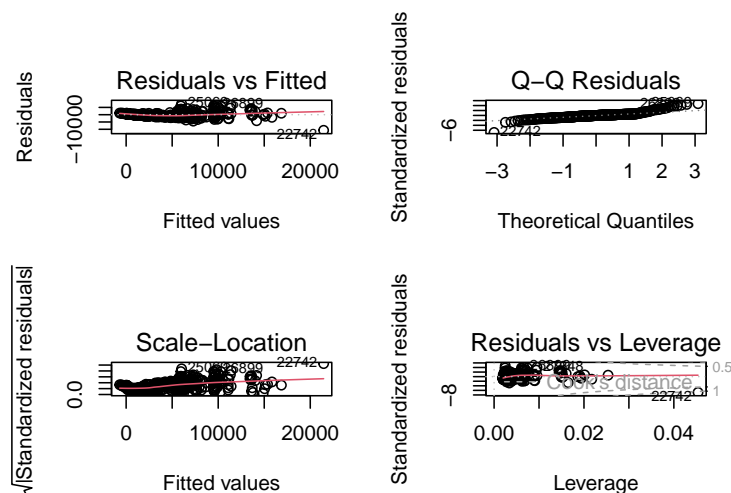 Residuals vs Fitted
Residuals
−10000
22742
0
10000
20000
Fitted values
Q−Q Residuals
Standardized residuals
−6
22742
−3
−1
1
2
3
Theoretical Quantiles
Scale−Location
√|Standardized residuals|
0.0
22742
0
10000
20000
Fitted values
Residuals vs Leverage
Standardized residuals
−8
Cook's distance
22742
0.5
1
0.00
0.02
0.04
Leverage